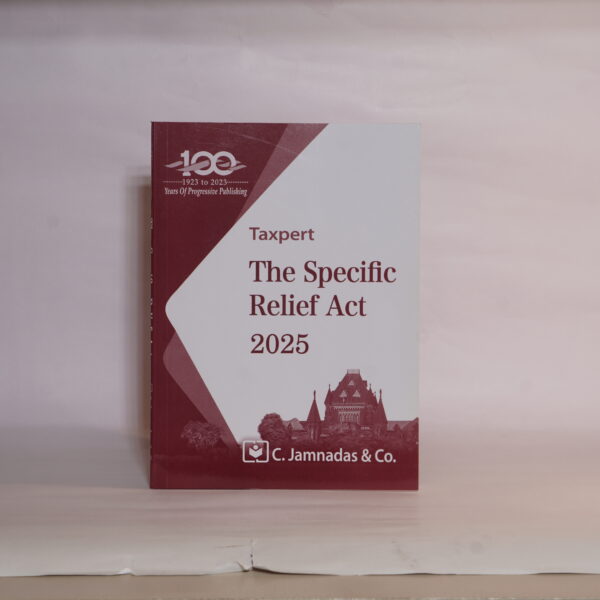 100
1923 to 2023
Years Of Progressive Publishing
Taxpert
The Specific
Relief Act
2025
C. Jamnadas & Co.